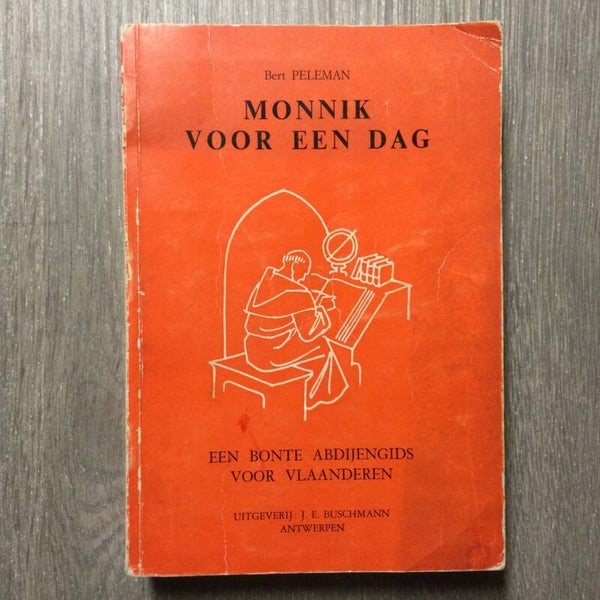 Bert PELEMAN
MONNIK
VOOR EEN DAG
EEN BONTE ABDIJENGIDS
VOOR VLAANDEREN
UITGEVERIJ: J. E. BUSCHMANN
ANTWERPEN